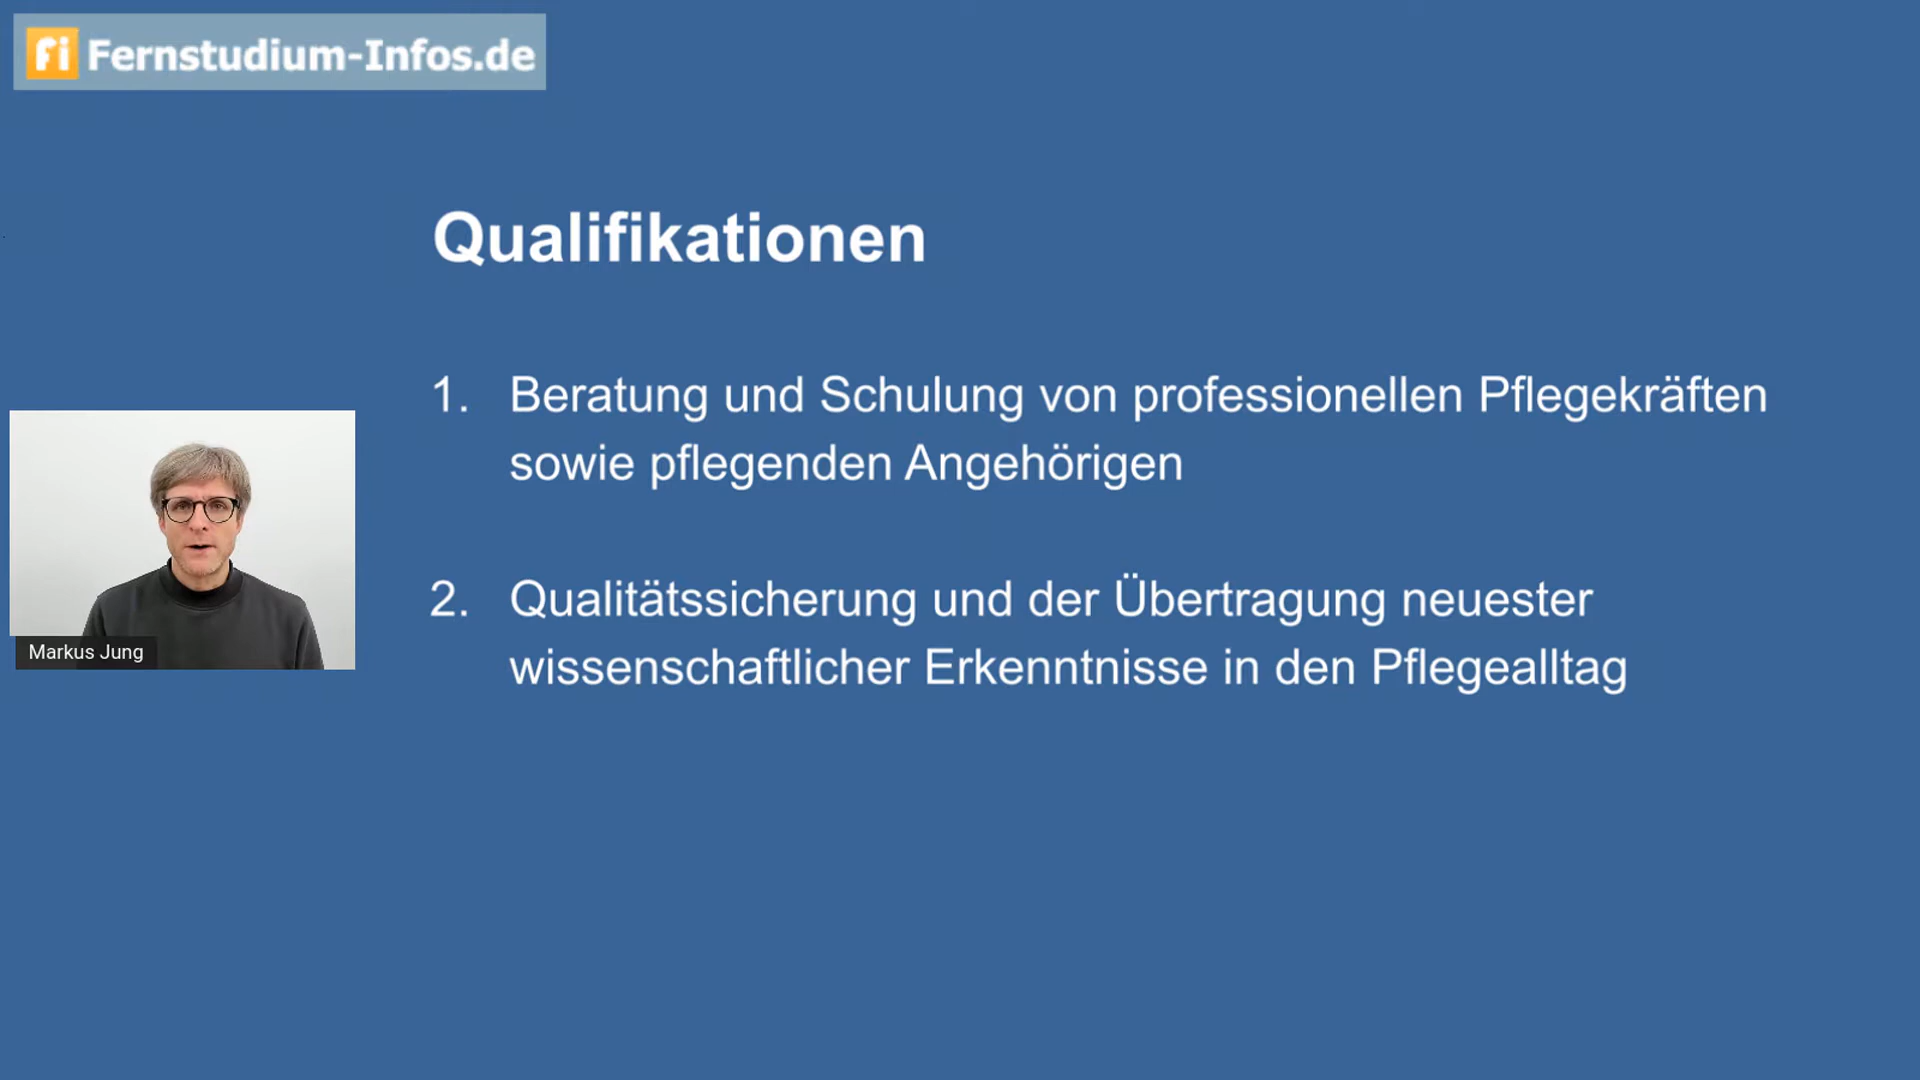 fi Fernstudium-Infos.de
Qualifikationen
1. Beratung und Schulung von professionellen Pflegekräften
sowie pflegenden Angehörigen
2. Qualitätssicherung und der Übertragung neuester
wissenschaftlicher Erkenntnisse in den Pflegealltag
Markus Jung